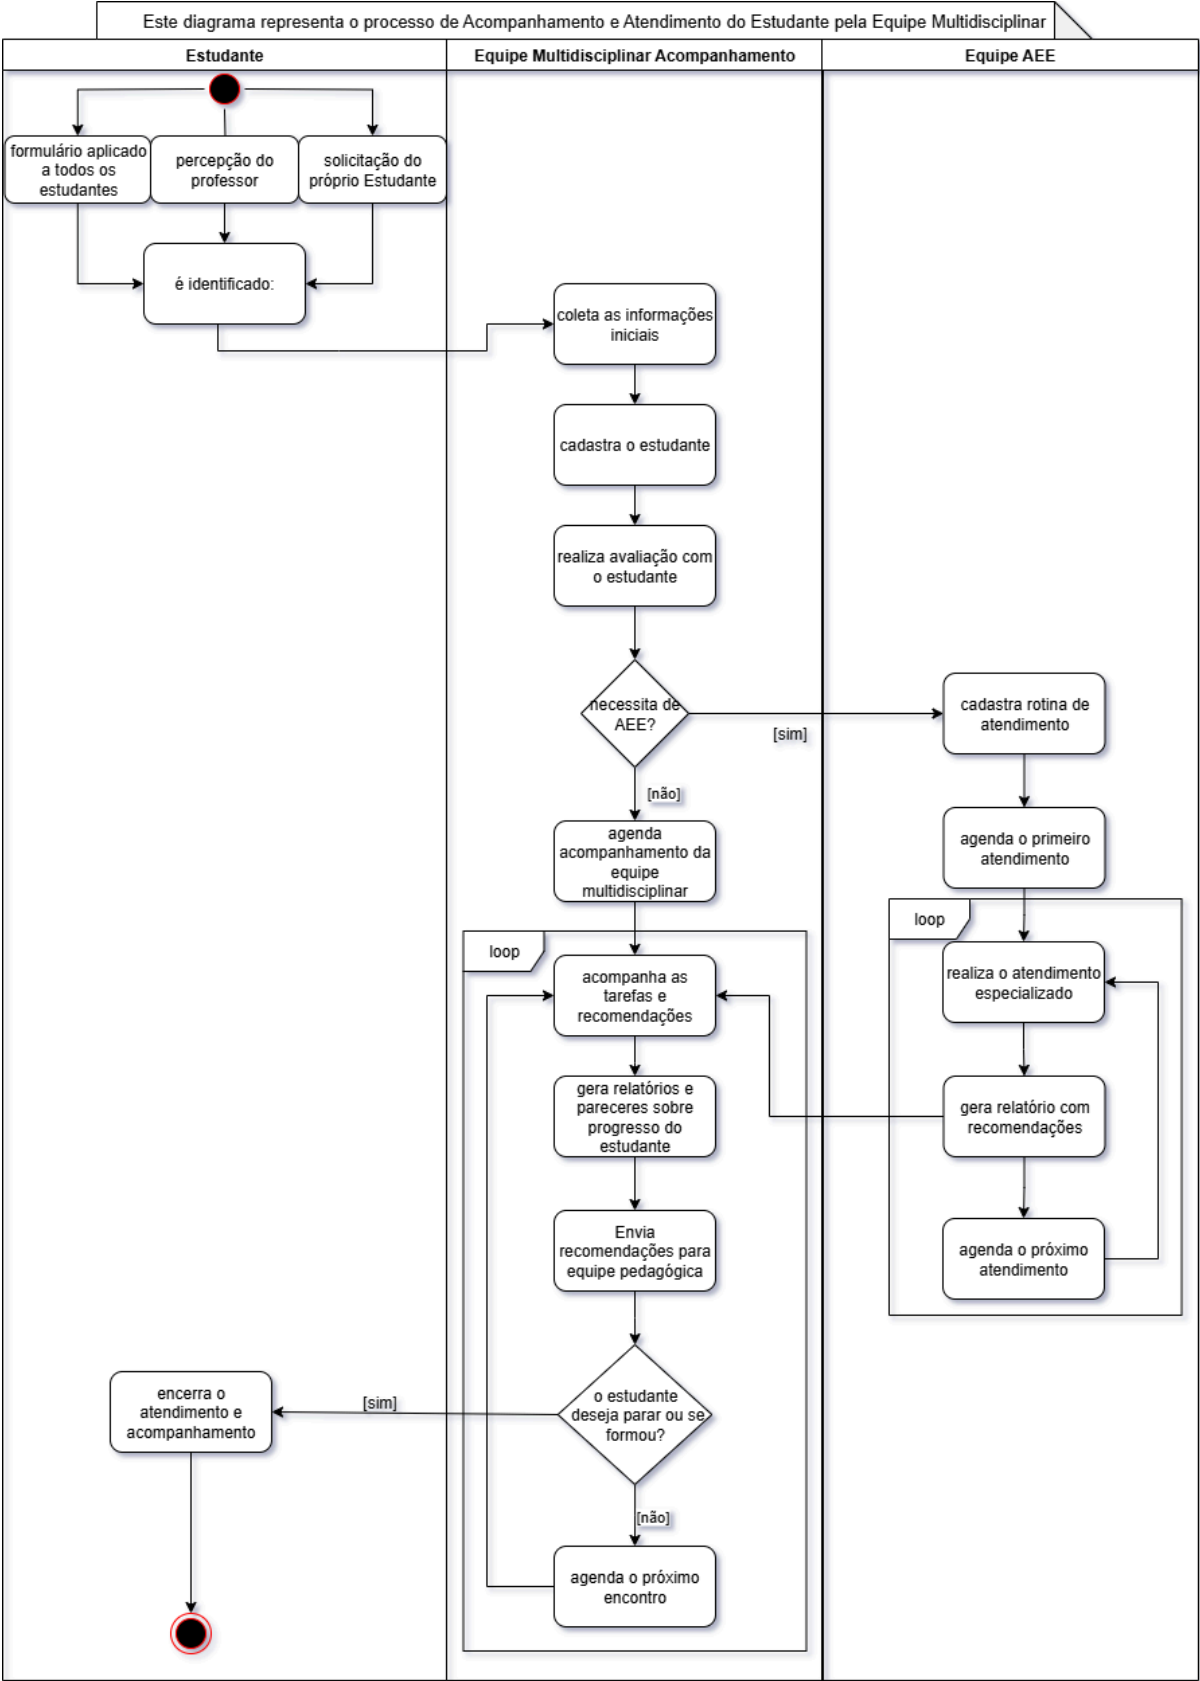 Este diagrama representa o processo de Acompanhamento e Atendimento do Estudante pela Equipe Multidisciplinar
Estudante
Equipe Multidisciplinar Acompanhamento
Equipe AEE
formulário aplicado
a todos os
estudantes
percepção do
professor
solicitação do
próprio Estudante
é identificado:
coleta as informações
iniciais
cadastra o estudante
realiza avaliação com
o estudante
necessita de
AEE?
[sim]
[não]
cadastra rotina de
atendimento
agenda o primeiro
atendimento
agenda
acompanhamento da
equipe
multidisciplinar
loop
realiza o atendimento
especializado
gera relatório com
recomendações
agenda o próximo
atendimento
loop
acompanha as
tarefas e
recomendações
gera relatórios e
pareceres sobre
progresso do
estudante
Envia
recomendações para
equipe pedagógica
o estudante
deseja parar ou se
formou?
[sim]
[não]
encerra o
atendimento e
acompanhamento
agenda o próximo
encontro